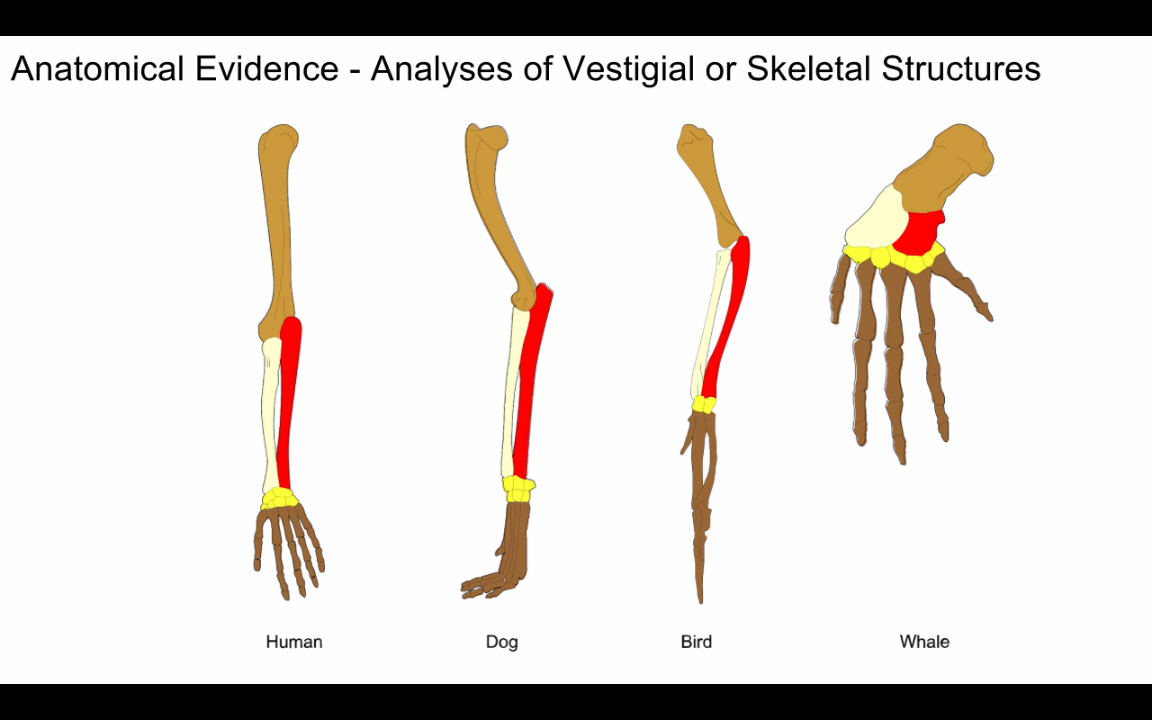 Anatomical Evidence - Analyses of Vestigial or Skeletal Structures
Human Dog Bird Whale